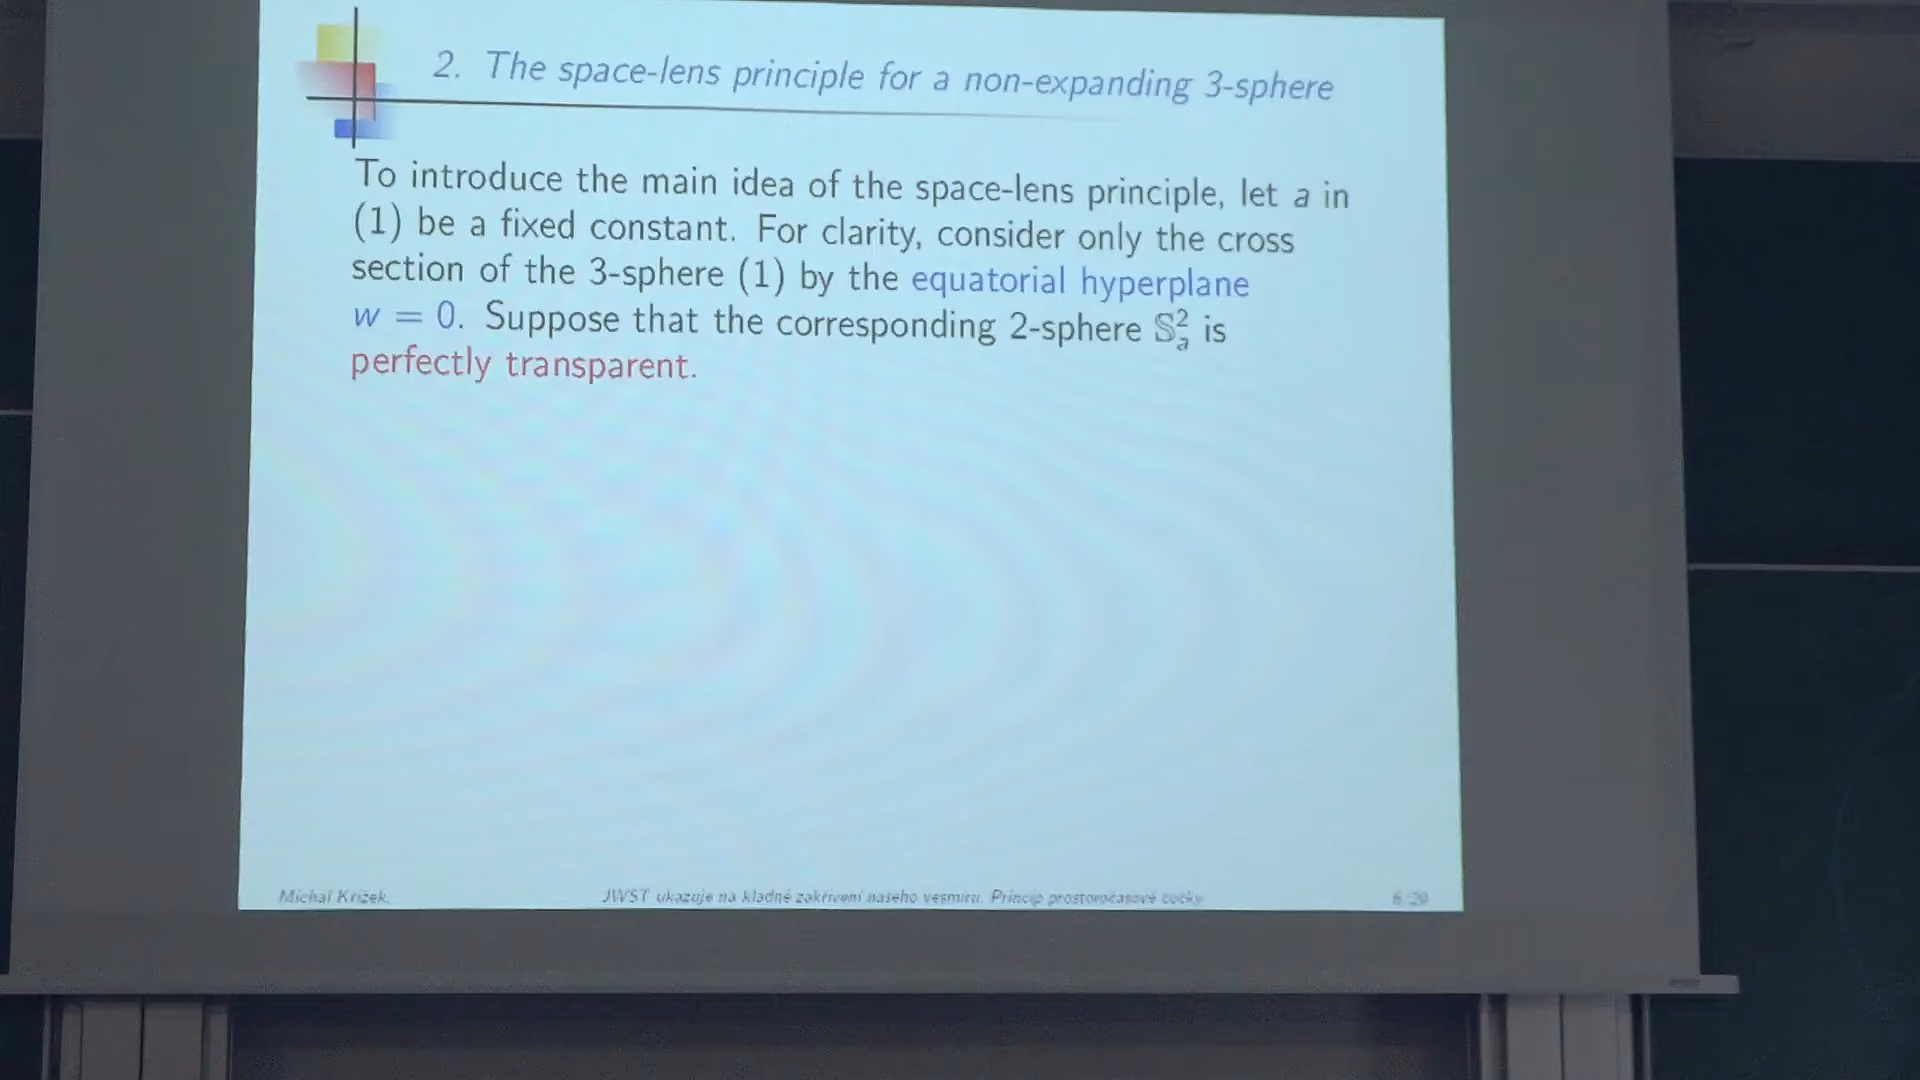 2. The space-lens principle for a non-expanding 3-sphere
To introduce the main idea of the space-lens principle, let a in
(1) be a fixed constant. For clarity, consider only the cross
section of the 3-sphere (1) by the equatorial hyperplane
w = 0. Suppose that the corresponding 2-sphere 𝕊²ₐ is
perfectly transparent.
Michal Křížek, JWST ukazuje na kladné zakřivení našeho vesmíru. Princip prostoročasové čočky 6/20